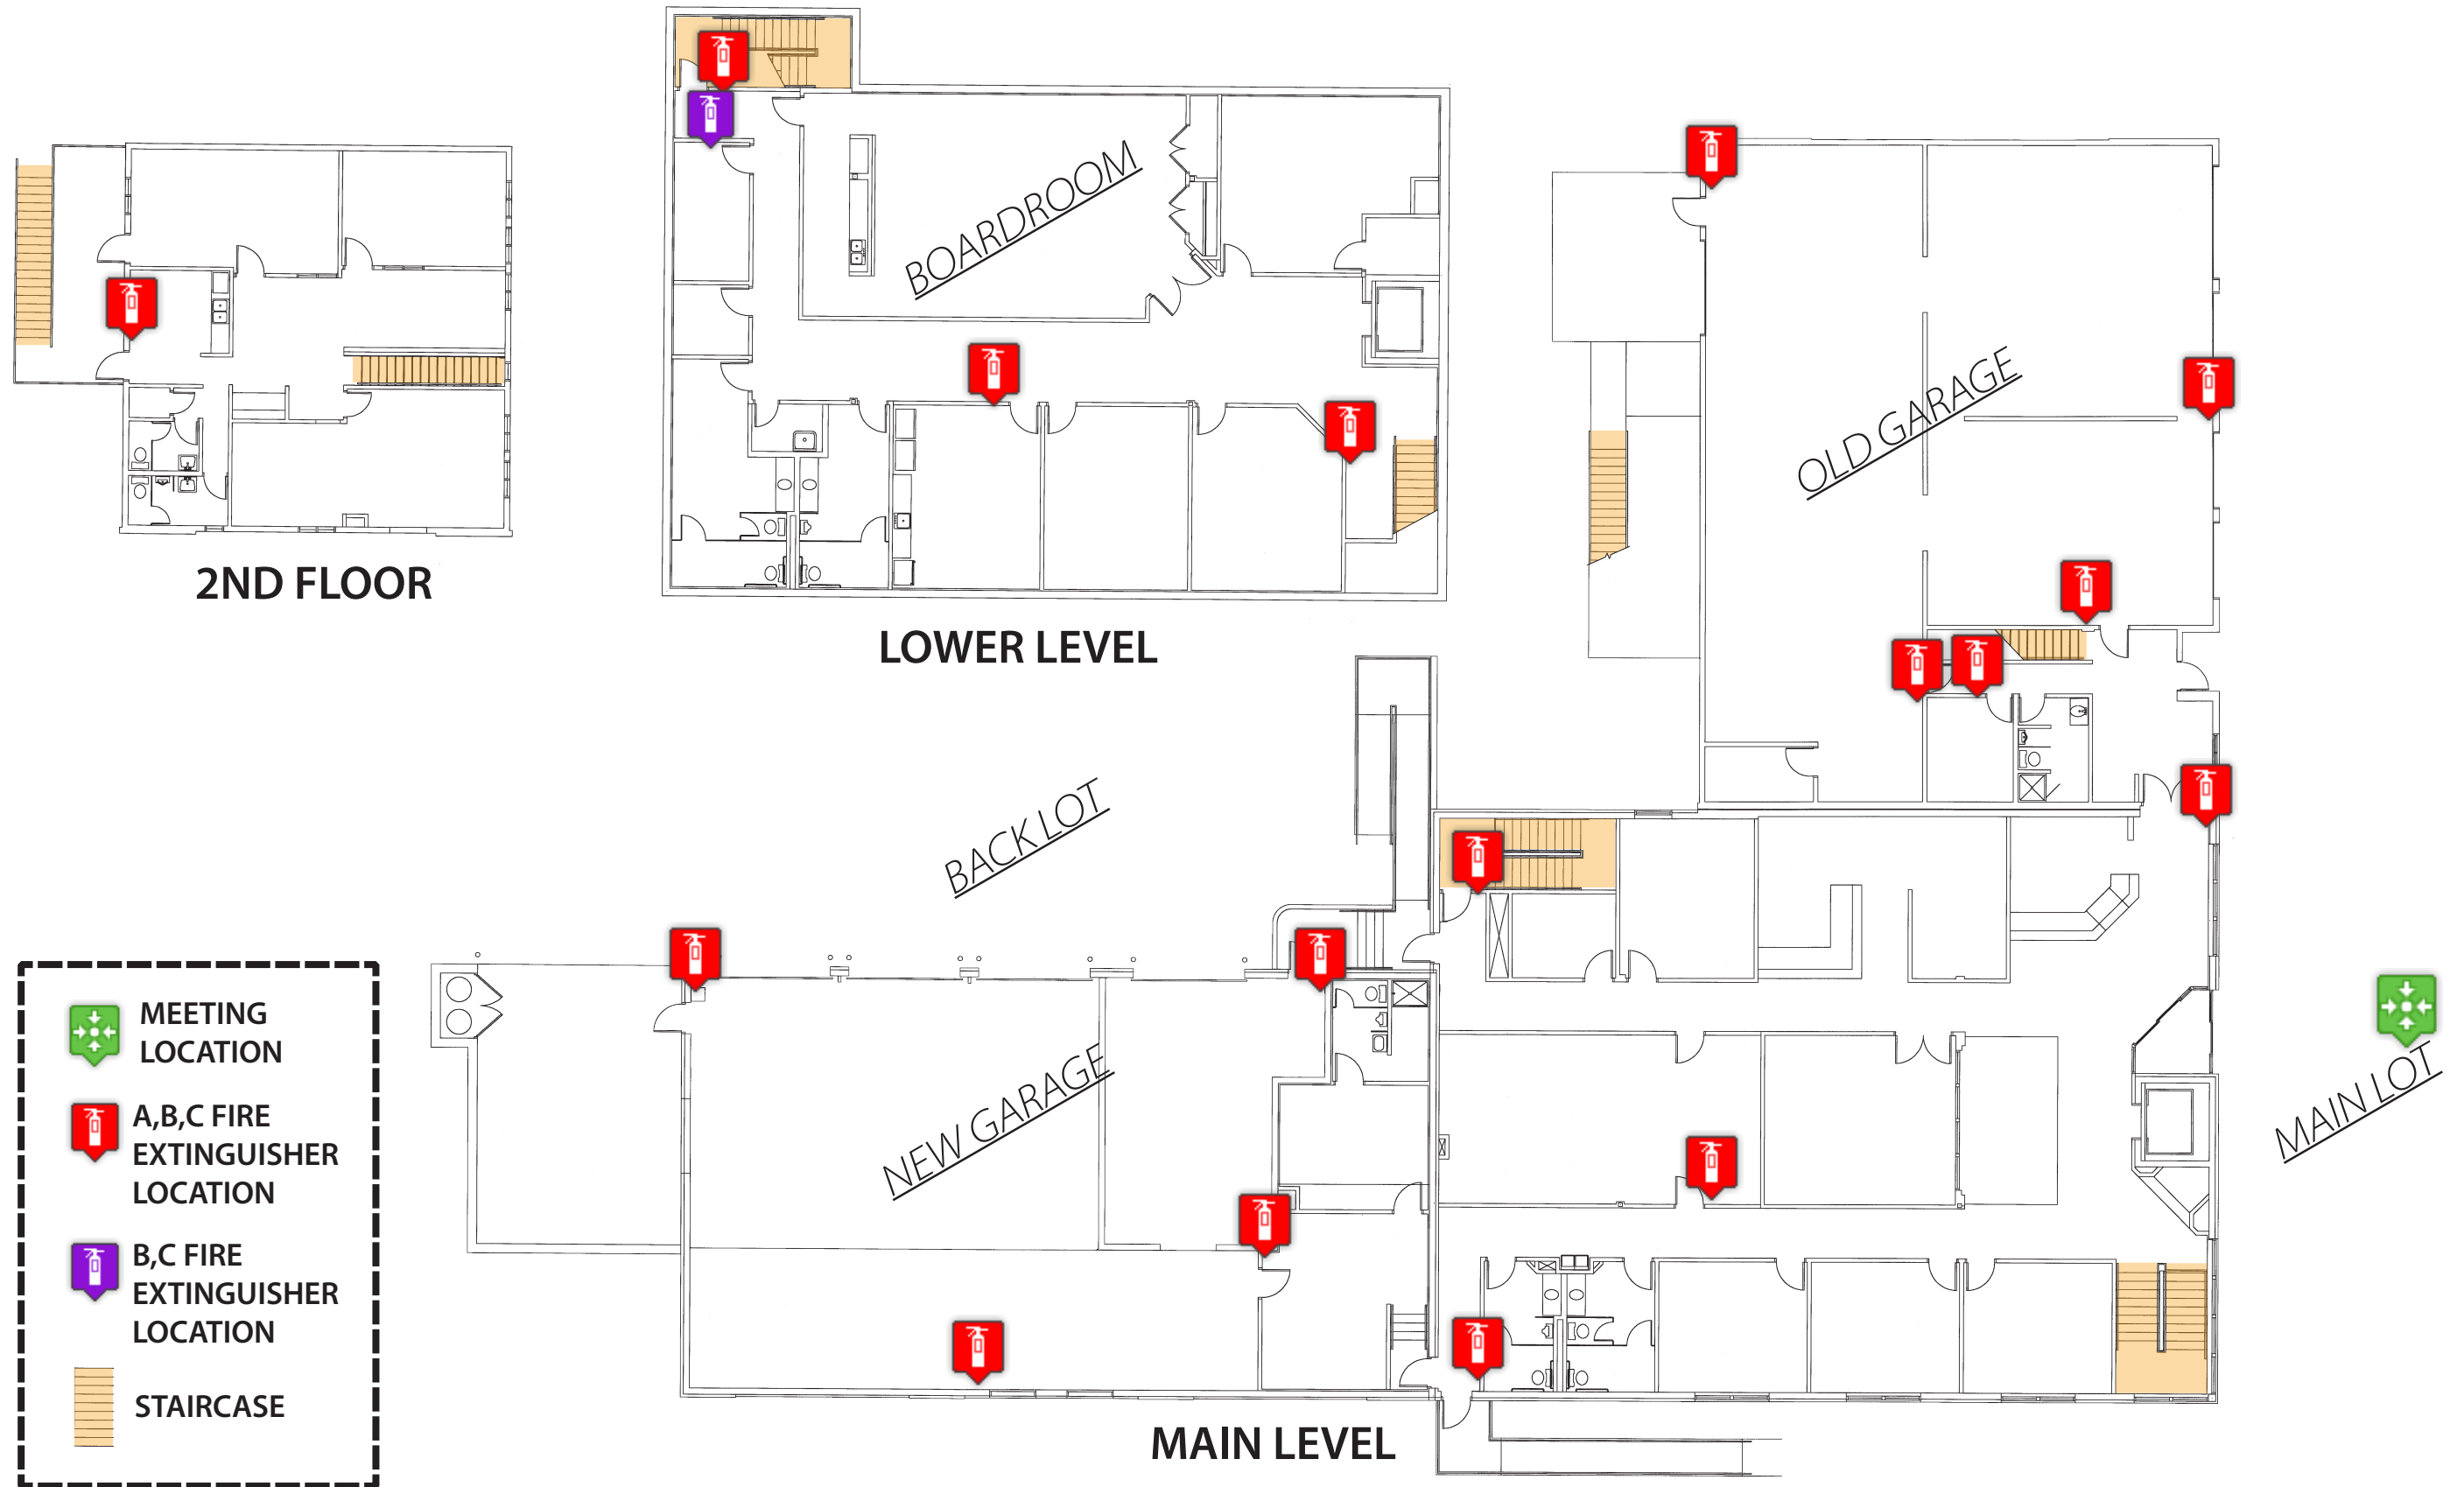 BOARDROOM
OLD GARAGE
2ND FLOOR
LOWER LEVEL
BACK LOT
NEW GARAGE
MAIN LOT
MAIN LEVEL
MEETING
LOCATION
A,B,C FIRE
EXTINGUISHER
LOCATION
B,C FIRE
EXTINGUISHER
LOCATION
STAIRCASE